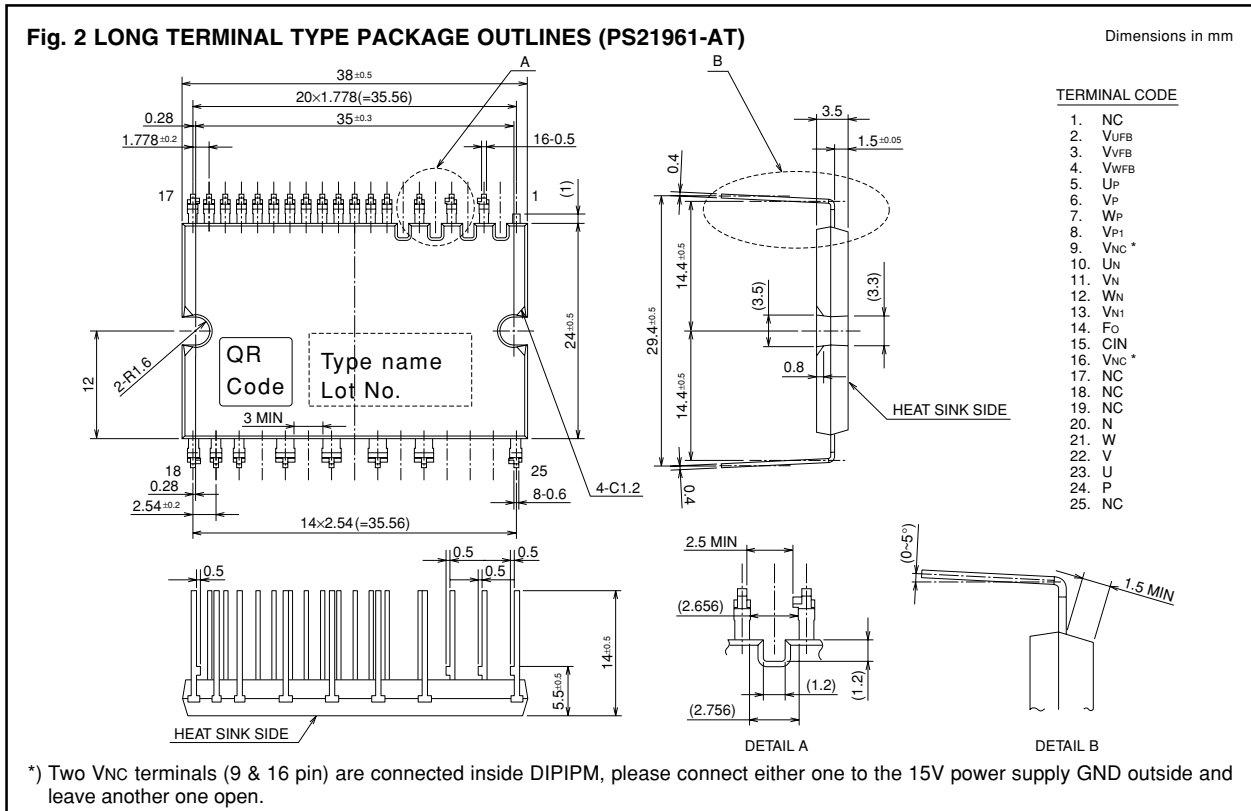 Fig. 2 LONG TERMINAL TYPE PACKAGE OUTLINES (PS21961-AT)
Dimensions in mm
A
B
38±0.5
20×1.778(=35.56)
35±0.3
0.28
1.778±0.2
16-0.5
17
1
(1)
24±0.5
12
2-R1.6
QR
Code
Type name
Lot No.
3 MIN
18
25
0.28
2.54±0.2
14×2.54(=35.56)
4-C1.2
8-0.6
3.5
1.5±0.05
0.4
29.4±0.5
14.4±0.5
14.4±0.5
(3.5)
(3.3)
0.8
HEAT SINK SIDE
0.4
TERMINAL CODE
1. NC
2. VUFB
3. VVFB
4. VWFB
5. UP
6. VP
7. WP
8. VP1
9. VNC *
10. UN
11. VN
12. WN
13. VN1
14. FO
15. CIN
16. VNC *
17. NC
18. NC
19. NC
20. N
21. W
22. V
23. U
24. P
25. NC
0.5
0.5
0.5
0.5
14±0.5
5.5±0.5
HEAT SINK SIDE
2.5 MIN
(2.656)
(1.2)
(1.2)
(2.756)
DETAIL A
(0~5°)
1.5 MIN
DETAIL B
*) Two VNC terminals (9 & 16 pin) are connected inside DIPIPM, please connect either one to the 15V power supply GND outside and
leave another one open.